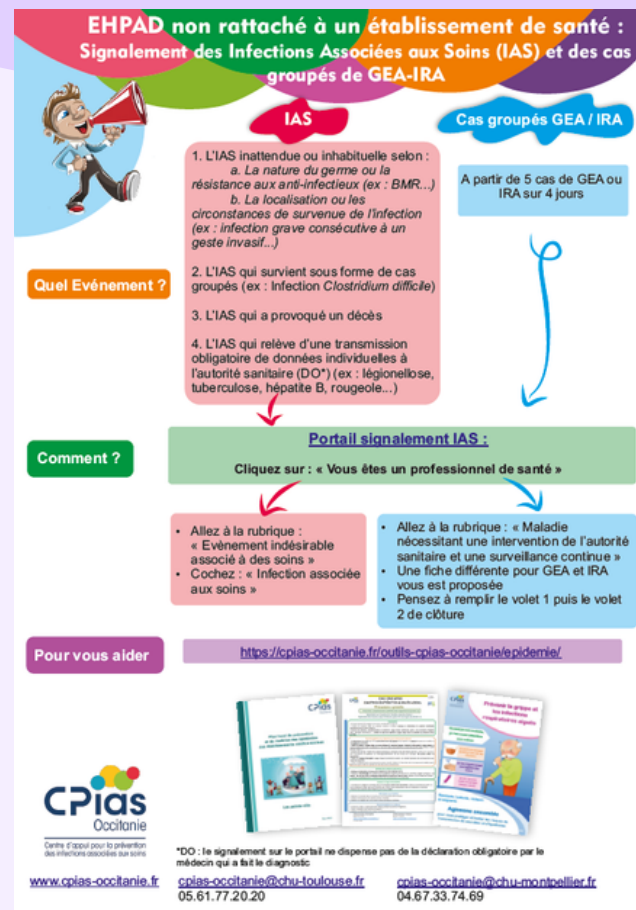 EHPAD non rattaché à un établissement de santé :
Signalement des Infections Associées aux Soins (IAS) et des cas
groupés de GEA-IRA
IAS
1. L'IAS inattendue ou inhabituelle selon :
a. La nature du germe ou la
résistance aux anti-infectieux (ex : BMR...)
b. La localisation ou les
circonstances de survenue de l'infection
(ex : infection grave consécutive à un
geste invasif...)
2. L'IAS qui survient sous forme de cas
groupés (ex : Infection Clostridium difficile)
3. L'IAS qui a provoqué un décès
4. L'IAS qui relève d'une transmission
obligatoire de données individuelles à
l'autorité sanitaire (DO*) (ex : légionellose,
tuberculose, hépatite B, rougeole...)
Cas groupés GEA / IRA
A partir de 5 cas de GEA ou
IRA sur 4 jours
Quel Evénement ?
Comment ?
Portail signalement IAS :
Cliquez sur : « Vous êtes un professionnel de santé »
• Allez à la rubrique :
« Evènement indésirable
associé à des soins »
• Cochez : « Infection associée
aux soins »
• Allez à la rubrique : « Maladie
nécessitant une intervention de l'autorité
sanitaire et une surveillance continue »
• Une fiche différente pour GEA et IRA
vous est proposée
• Pensez à remplir le volet 1 puis le volet
2 de clôture
Pour vous aider
https://cpias-occitanie.fr/outils-cpias-occitanie/epidemie/
CPias
Prévenir la grippe et
les infections
respiratoires aiguës
CPias
Occitanie
Centre d'appui pour la prévention
des infections associées aux soins
*DO : le signalement sur le portail ne dispense pas de la déclaration obligatoire par le
médecin qui a fait le diagnostic
www.cpias-occitanie.fr
cpias-occitanie@chu-toulouse.fr
05.61.77.20.20
cpias-occitanie@chu-montpellier.fr
04.67.33.74.69